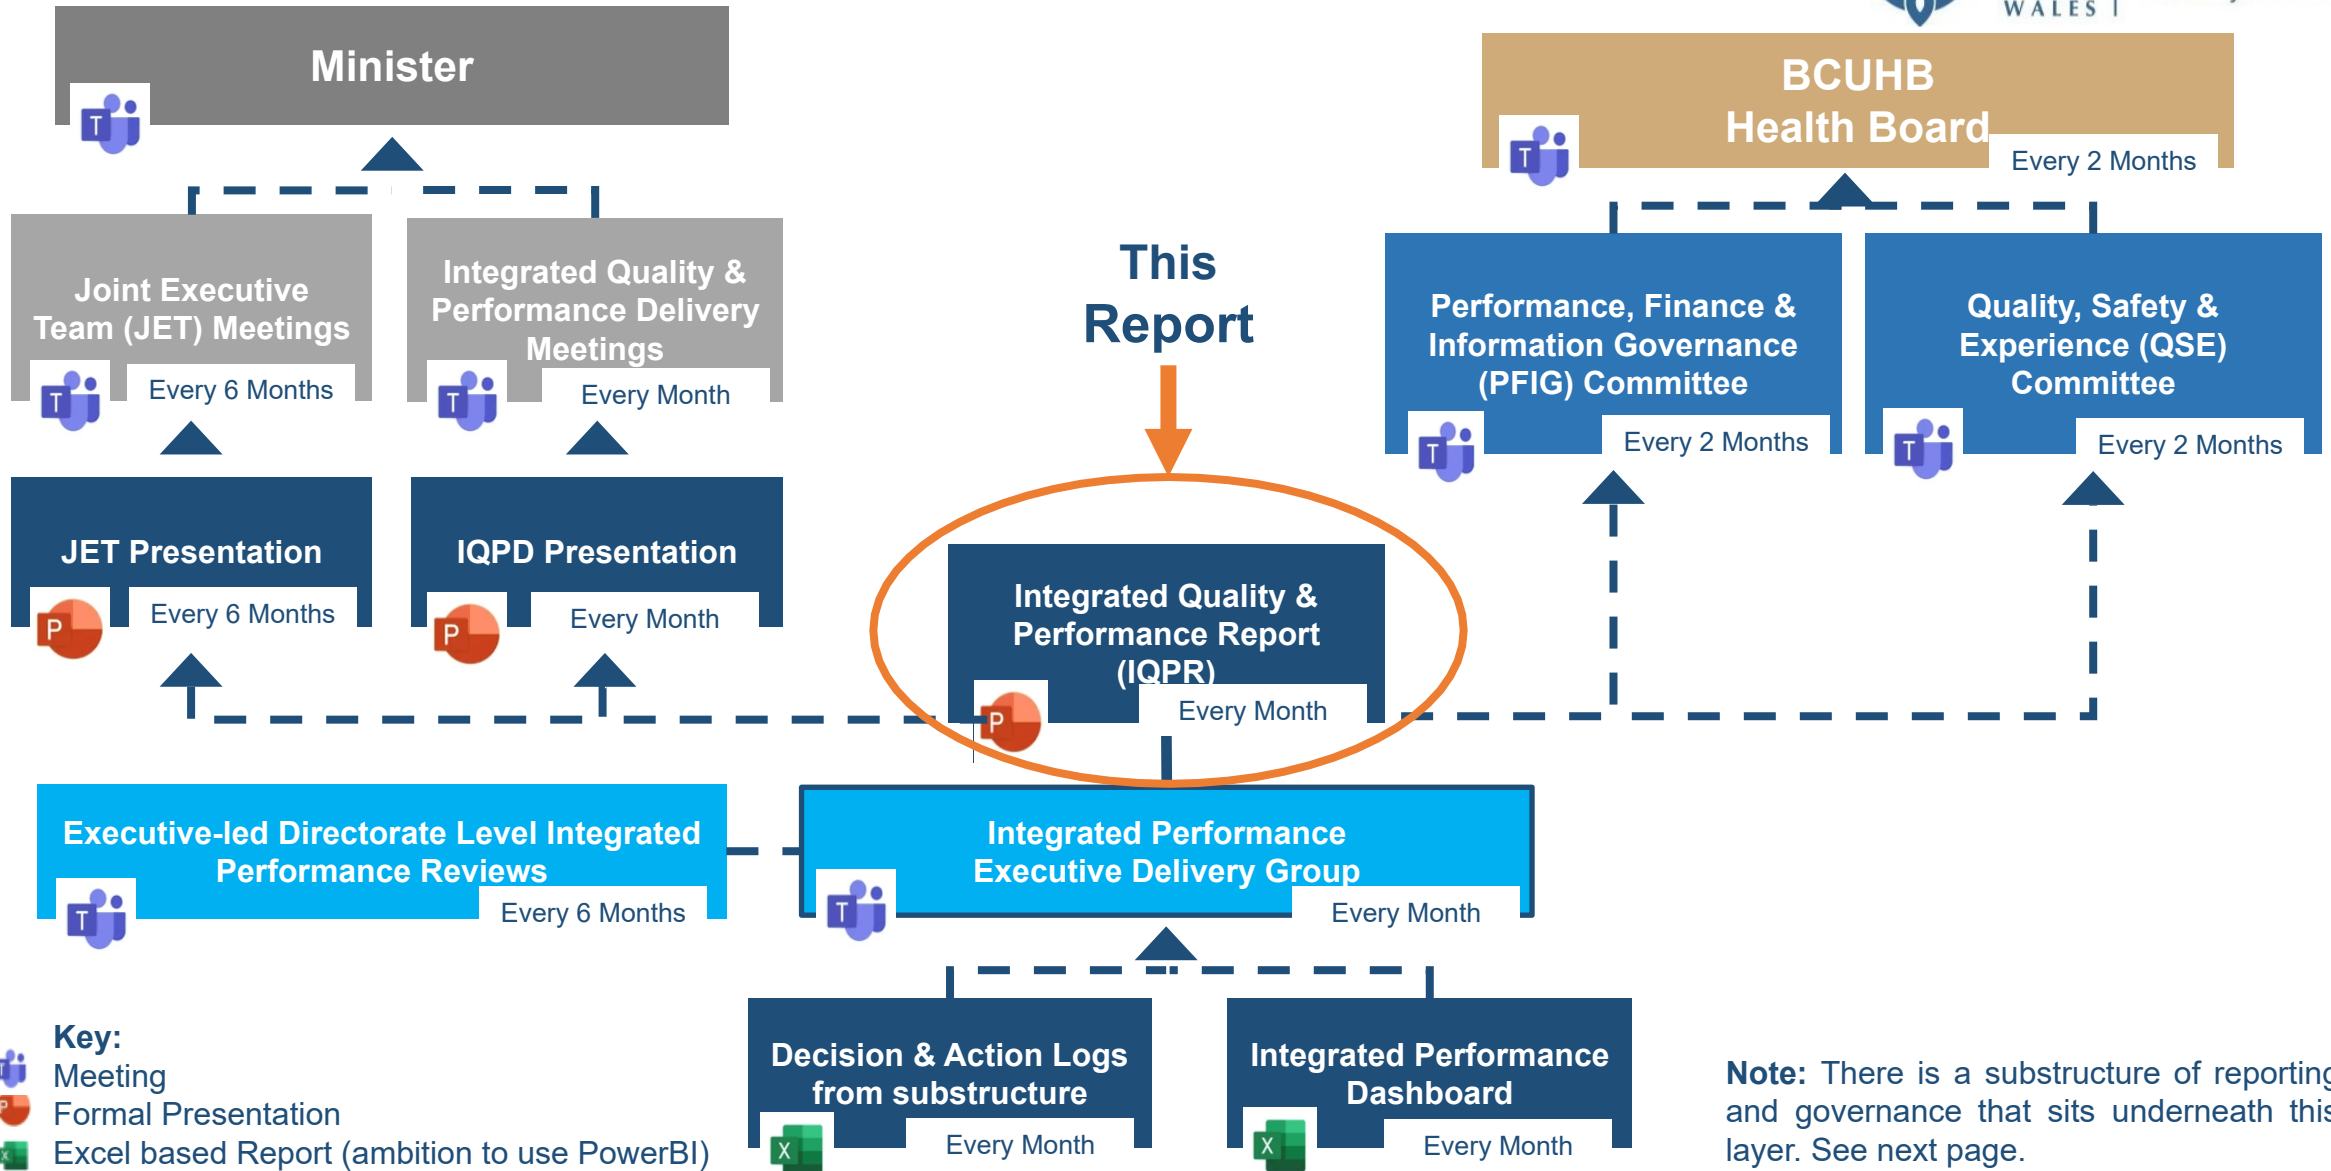 WALES
Minister
BCUHB
Health Board
Every 2 Months
Joint Executive
Team (JET) Meetings
Every 6 Months
Integrated Quality &
Performance Delivery
Meetings
Every Month
This
Report
Performance, Finance &
Information Governance
(PFIG) Committee
Every 2 Months
Quality, Safety &
Experience (QSE)
Committee
Every 2 Months
JET Presentation
Every 6 Months
IQPD Presentation
Every Month
Integrated Quality &
Performance Report
(IQPR)
Every Month
Executive-led Directorate Level Integrated
Performance Reviews
Every 6 Months
Integrated Performance
Executive Delivery Group
Every Month
Decision & Action Logs
from substructure
Every Month
Integrated Performance
Dashboard
Every Month
Key:
Meeting
Formal Presentation
Excel based Report (ambition to use PowerBI)
Note: There is a substructure of reporting
and governance that sits underneath this
layer. See next page.